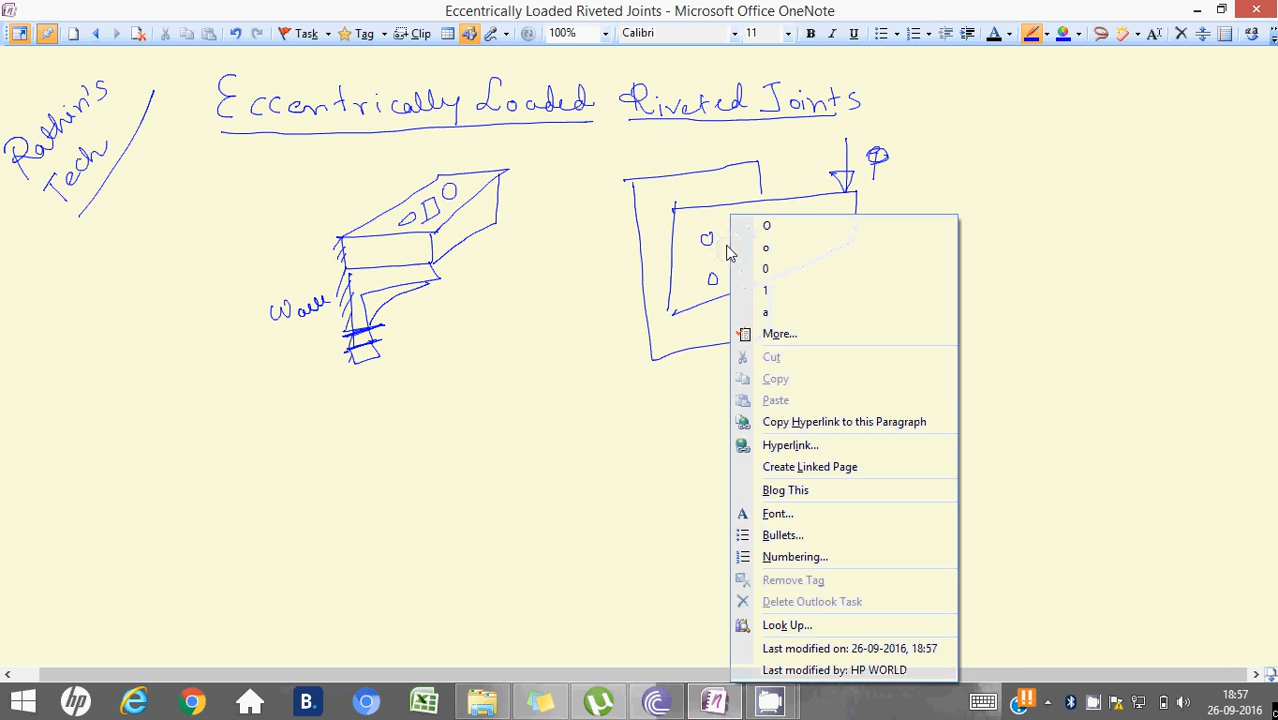 Eccentrically Loaded Riveted Joints - Microsoft Office OneNote
Task
Tag
Clip
100%
Calibri
11
B I U
Rathin's
Tech
Eccentrically Loaded Riveted Joints
P
Wall
O
o
0
1
a
More...
Cut
Copy
Paste
Copy Hyperlink to this Paragraph
Hyperlink...
Create Linked Page
Blog This
Font...
Bullets...
Numbering...
Remove Tag
Delete Outlook Task
Look Up...
Last modified on: 26-09-2016, 18:57
Last modified by: HP WORLD
18:57
26-09-2016